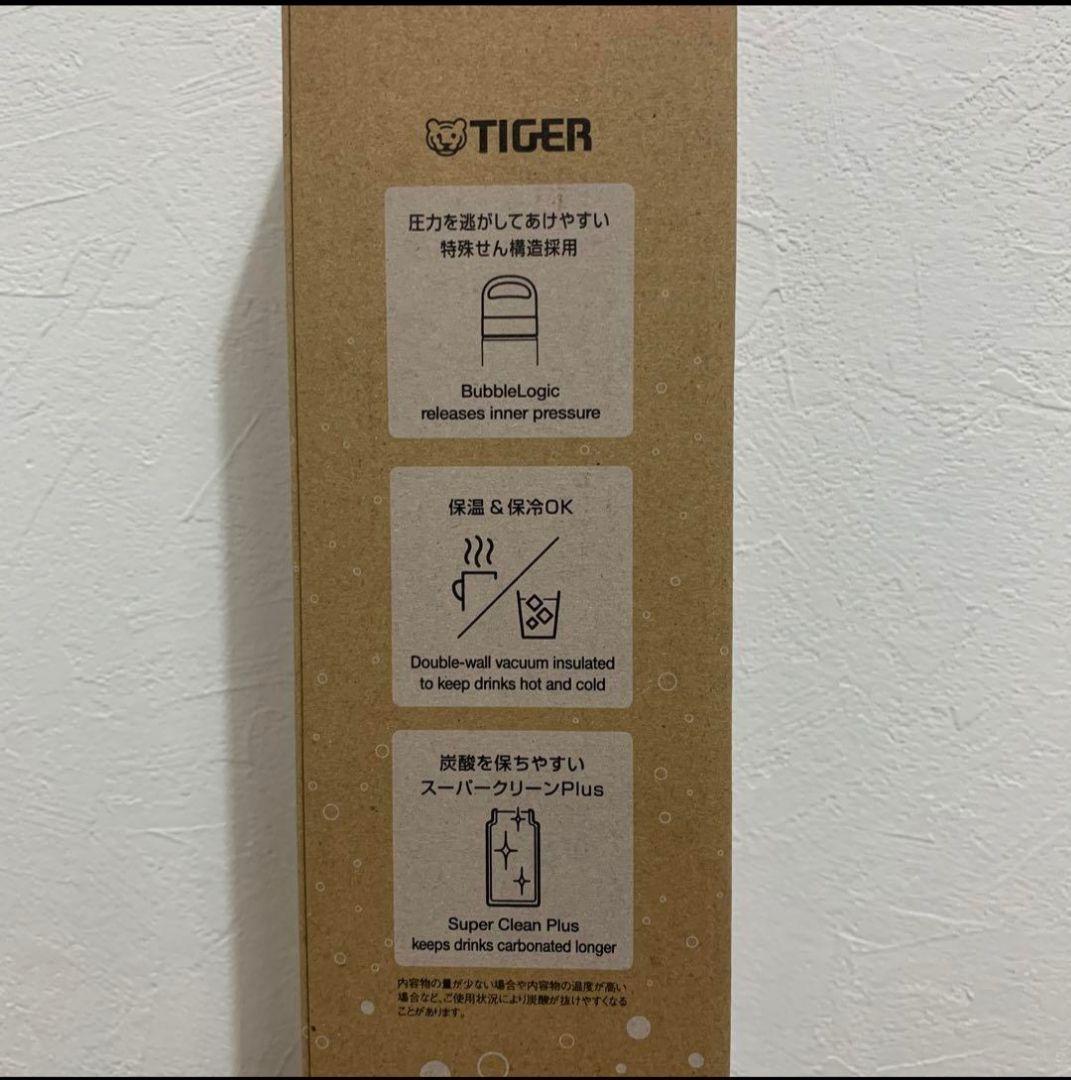 TIGER
圧力を逃がしてあけやすい
特殊せん構造採用
BubbleLogic
releases inner pressure
保温&保冷OK
Double-wall vacuum insulated
to keep drinks hot and cold
炭酸を保ちやすい
スーパークリーンPlus
Super Clean Plus
keeps drinks carbonated longer
内容物の量が少ない場合や内容物の温度が高い
場合など、ご使用状況により炭酸が抜けやすくなる
ことがあります。